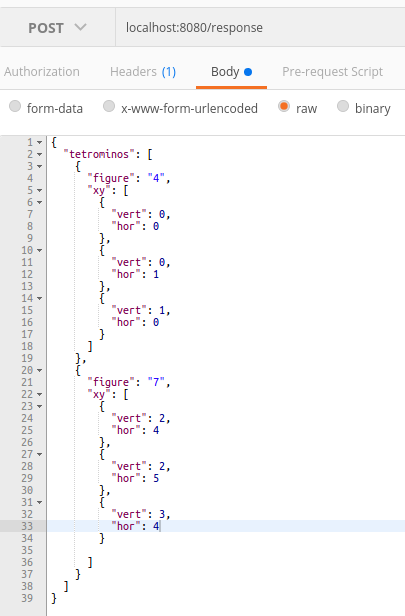 POST localhost:8080/response
Authorization Headers (1) Body Pre-request Script
form-data x-www-form-urlencoded raw binary
1 {
2 "tetrominos": [
3 {
4 "figure": "4",
5 "xy": [
6 {
7 "vert": 0,
8 "hor": 0
9 },
10 {
11 "vert": 0,
12 "hor": 1
13 },
14 {
15 "vert": 1,
16 "hor": 0
17 }
18 ]
19 },
20 {
21 "figure": "7",
22 "xy": [
23 {
24 "vert": 2,
25 "hor": 4
26 },
27 {
28 "vert": 2,
29 "hor": 5
30 },
31 {
32 "vert": 3,
33 "hor": 4
34 }
35
36 ]
37 }
38 ]
39 }